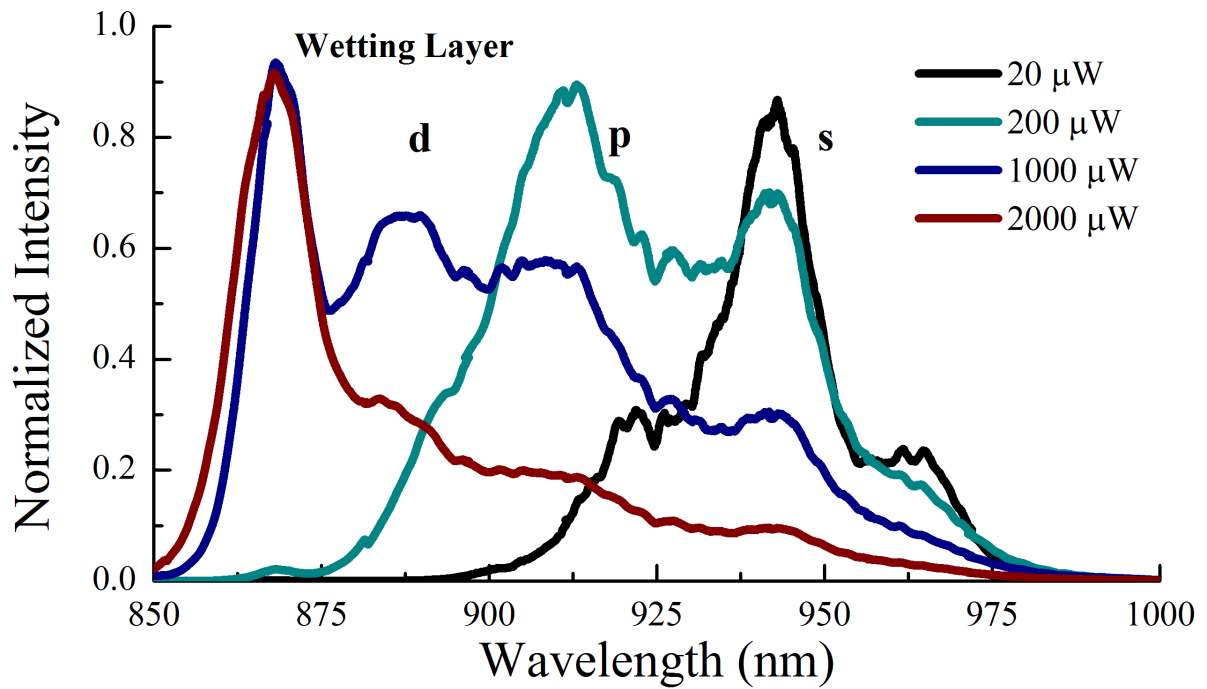 1.0
0.8
0.6
0.4
0.2
0.0
Normalized Intensity
Wetting Layer
d
p
s
20 µW
200 µW
1000 µW
2000 µW
850 875 900 925 950 975 1000
Wavelength (nm)